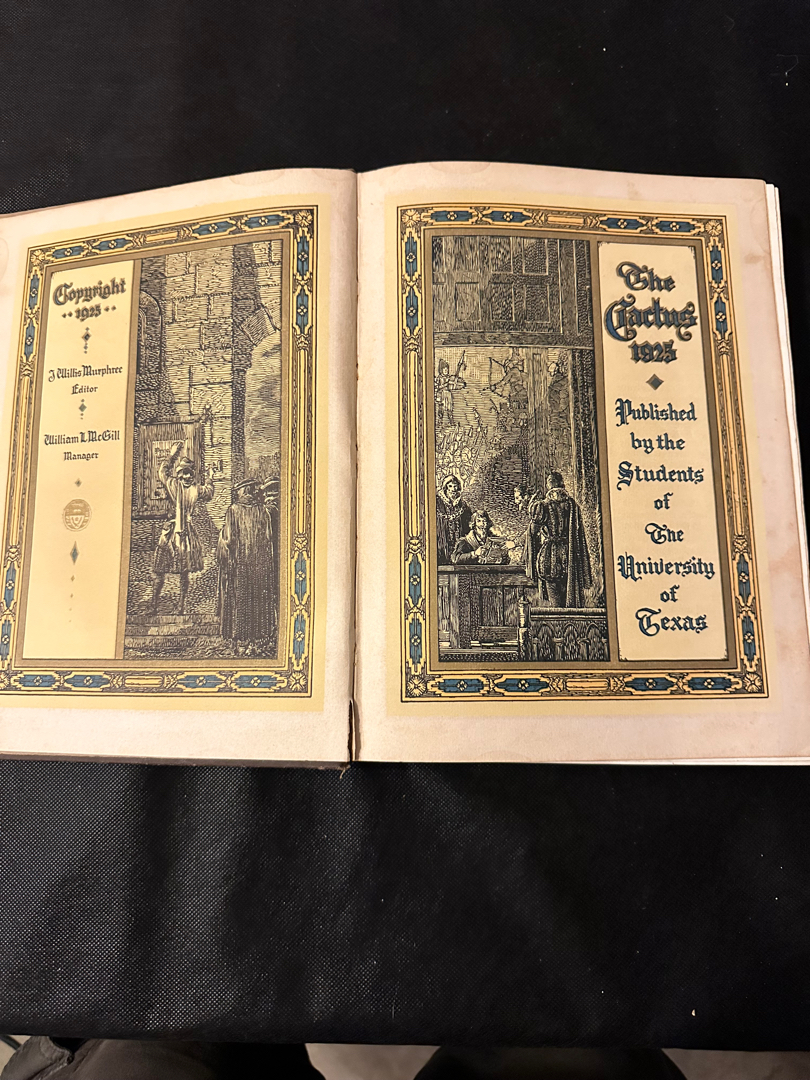 Copyright
1925
J Willis Murphree
Editor
William L McGill
Manager
The
Cactus
1925
Published
by the
Students
of
The
University
of
Texas